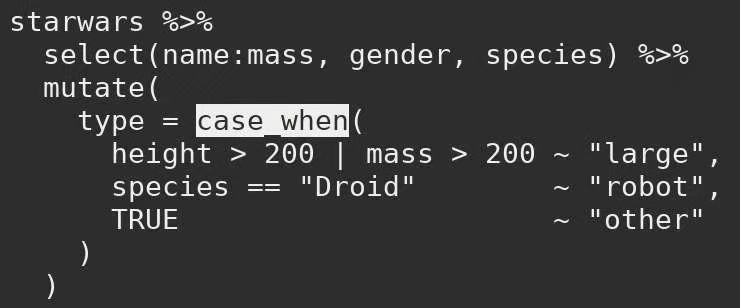 starwars %>%
  select(name:mass, gender, species) %>%
  mutate(
    type = case_when(
      height > 200 | mass > 200 ~ "large",
      species == "Droid"        ~ "robot",
      TRUE                      ~ "other"
    )
  )